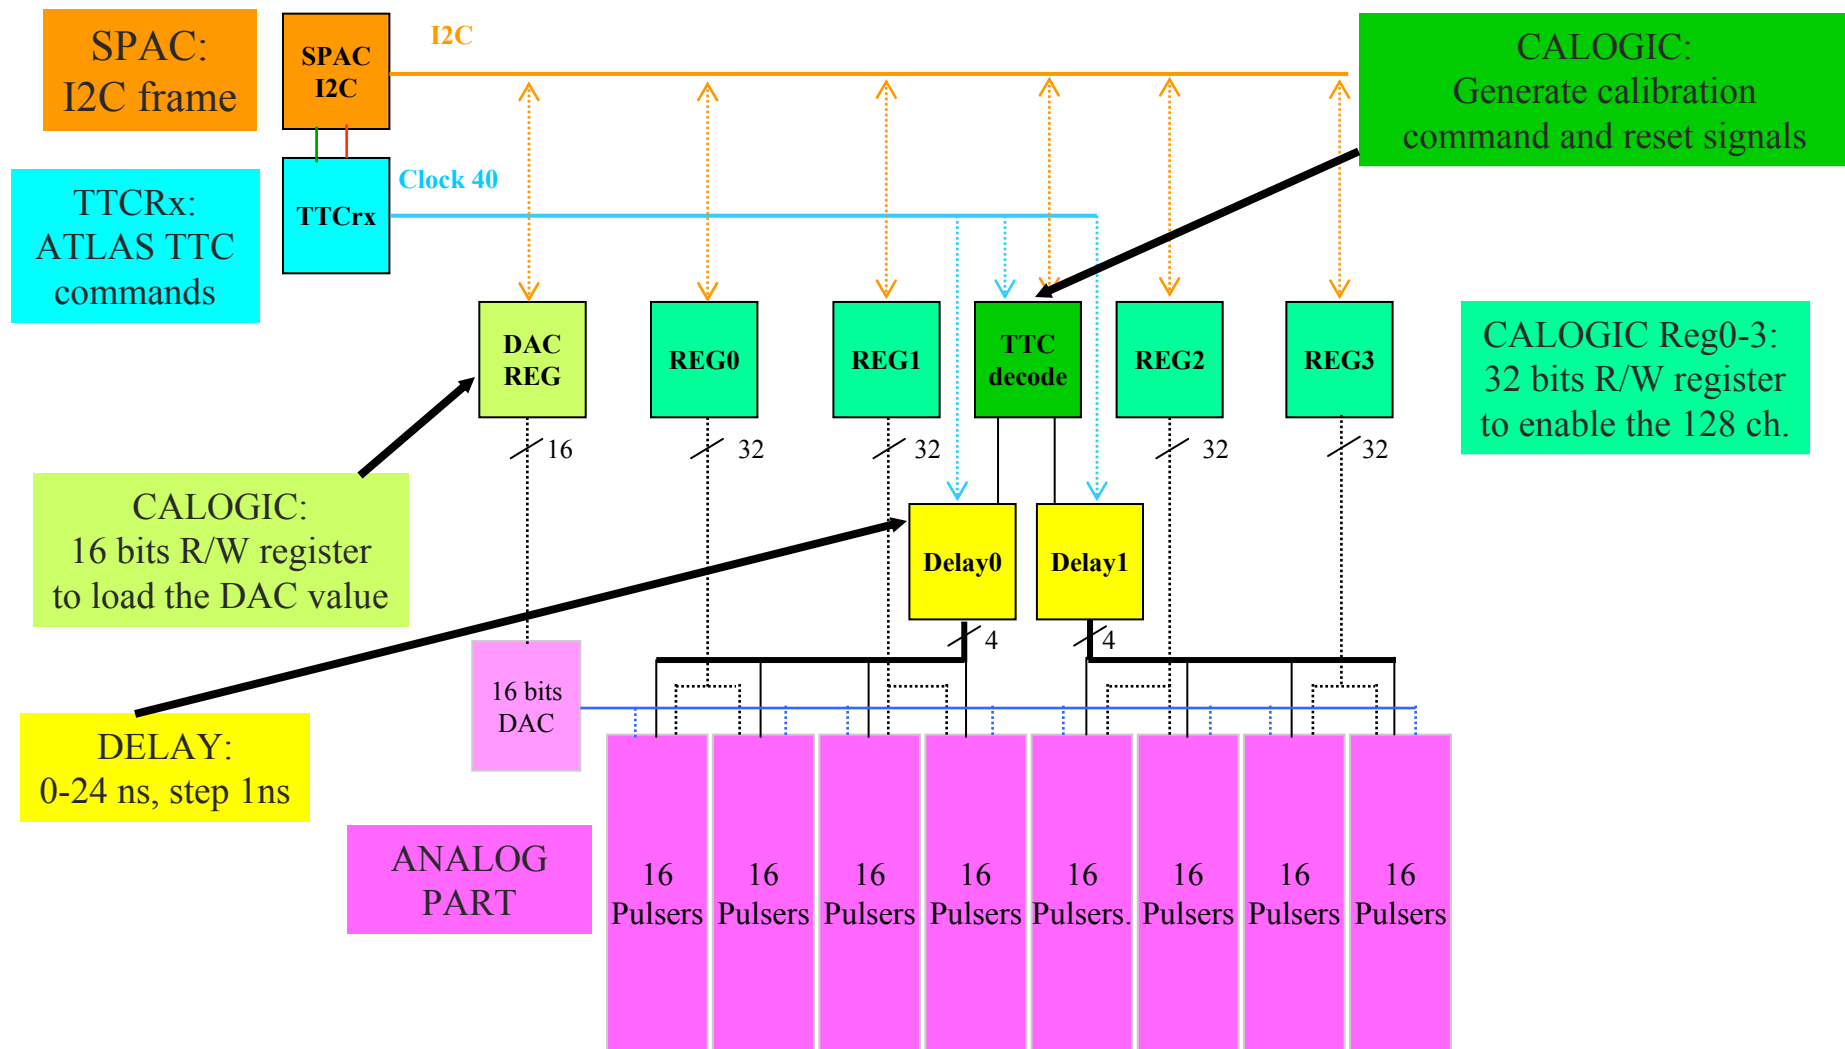 SPAC:
I2C frame
SPAC
I2C
I2C
CALOGIC:
Generate calibration
command and reset signals
TTCRx:
ATLAS TTC
commands
TTCrx
Clock 40
DAC
REG
REG0
REG1
TTC
decode
REG2
REG3
CALOGIC Reg0-3:
32 bits R/W register
to enable the 128 ch.
16
32
32
32
32
CALOGIC:
16 bits R/W register
to load the DAC value
Delay0
Delay1
4
4
16 bits
DAC
DELAY:
0-24 ns, step 1ns
ANALOG
PART
16
Pulsers
16
Pulsers
16
Pulsers
16
Pulsers
16
Pulsers.
16
Pulsers
16
Pulsers
16
Pulsers